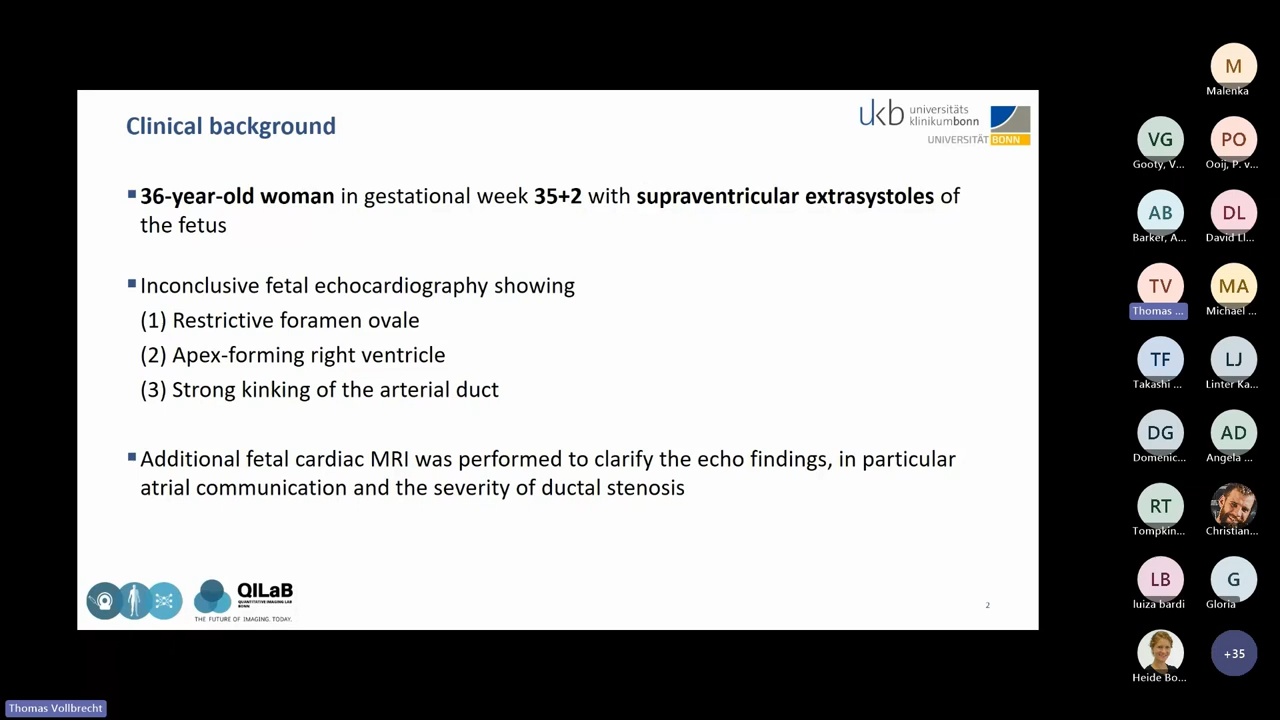 Clinical background
ukb universitäts
klinikumbonn
UNIVERSITÄT BONN
▪36-year-old woman in gestational week 35+2 with supraventricular extrasystoles of
the fetus
▪Inconclusive fetal echocardiography showing
(1) Restrictive foramen ovale
(2) Apex-forming right ventricle
(3) Strong kinking of the arterial duct
▪Additional fetal cardiac MRI was performed to clarify the echo findings, in particular
atrial communication and the severity of ductal stenosis
QILaB
QUANTITATIVE IMAGING LAB
BONN
THE FUTURE OF IMAGING. TODAY.
2
Thomas Vollbrecht
M
Malenka
VG
Gooty, V...
PO
Ooij, P. v...
AB
Barker, A...
DL
David Ll...
TV
Thomas ...
MA
Michael ...
TF
Takashi ...
LJ
Linter Ka...
DG
Domenic...
AD
Angela ...
RT
Tompkin...
Christian...
LB
luiza bardi
G
Gloria
Heide Bo...
+35